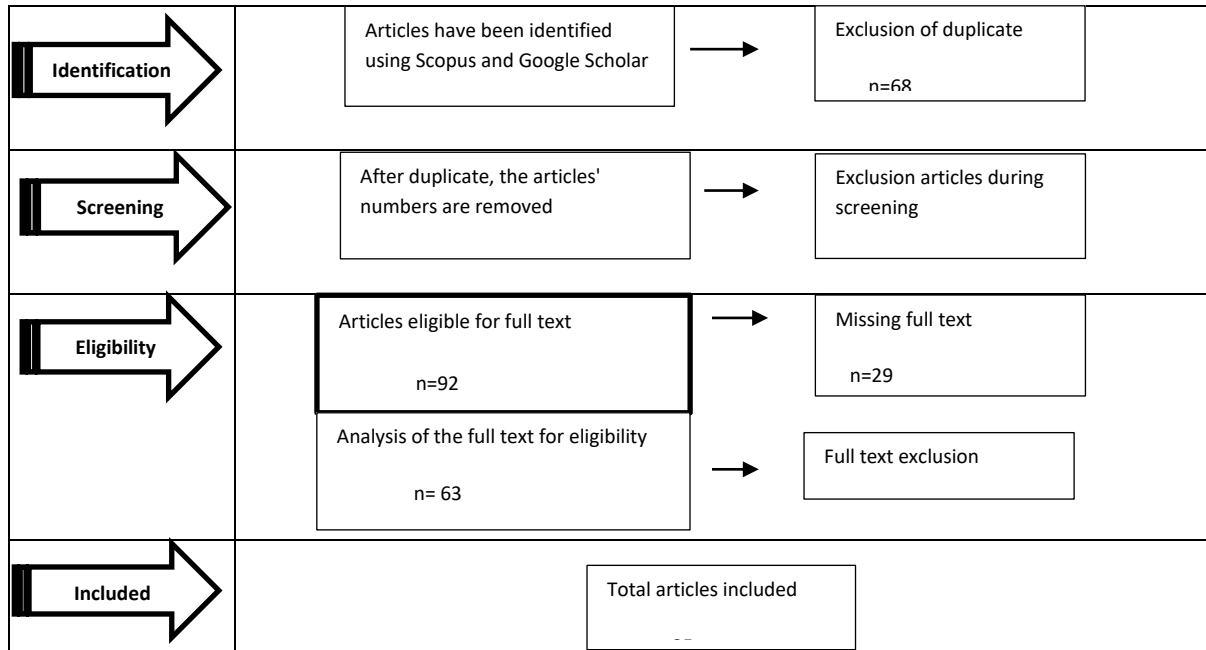 Identification
Articles have been identified
using Scopus and Google Scholar
Exclusion of duplicate
n=68
Screening
After duplicate, the articles'
numbers are removed
Exclusion articles during
screening
Eligibility
Articles eligible for full text
n=92
Missing full text
n=29
Analysis of the full text for eligibility
n= 63
Full text exclusion
Included
Total articles included